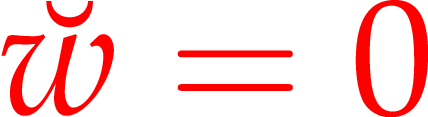 w̆ = 0